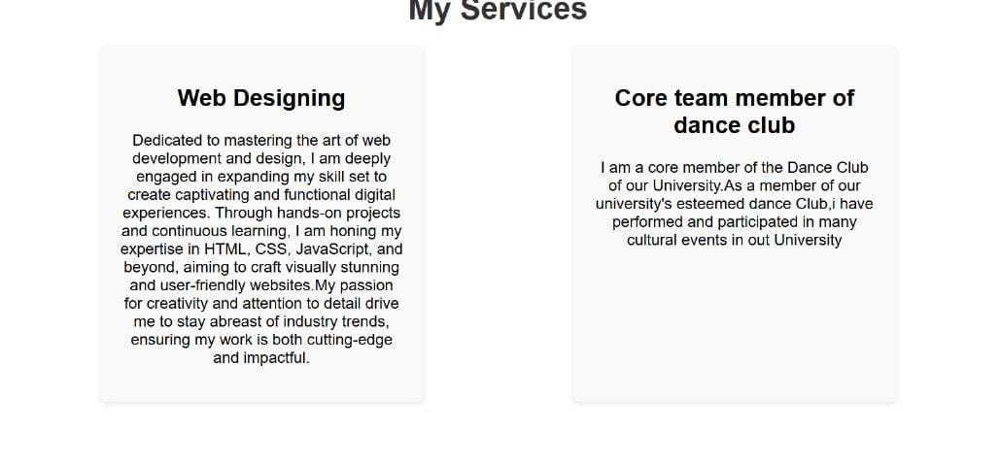 My Services
Web Designing
Dedicated to mastering the art of web
development and design, I am deeply
engaged in expanding my skill set to
create captivating and functional digital
experiences. Through hands-on projects
and continuous learning, I am honing my
expertise in HTML, CSS, JavaScript, and
beyond, aiming to craft visually stunning
and user-friendly websites.My passion
for creativity and attention to detail drive
me to stay abreast of industry trends,
ensuring my work is both cutting-edge
and impactful.
Core team member of
dance club
I am a core member of the Dance Club
of our University.As a member of our
university's esteemed dance Club,i have
performed and participated in many
cultural events in out University